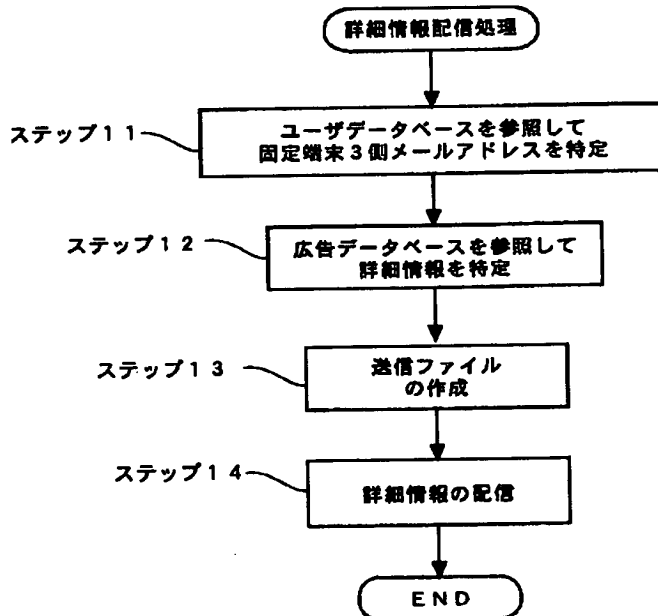 詳細情報配信処理
ステップ11
ユーザデータベースを参照して
固定端末3側メールアドレスを特定
ステップ12
広告データベースを参照して
詳細情報を特定
ステップ13
送信ファイル
の作成
ステップ14
詳細情報の配信
END